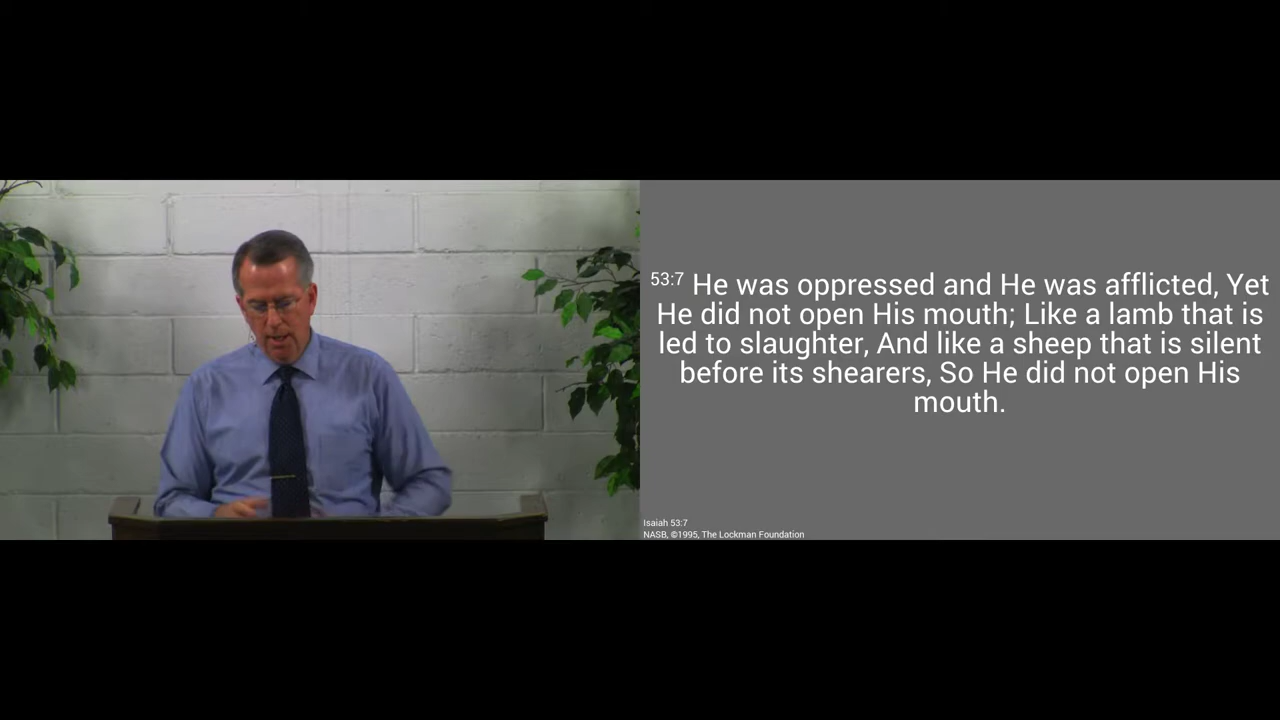 53:7 He was oppressed and He was afflicted, Yet
He did not open His mouth; Like a lamb that is
led to slaughter, And like a sheep that is silent
before its shearers, So He did not open His
mouth.
Isaiah 53:7
NASB, ©1995, The Lockman Foundation